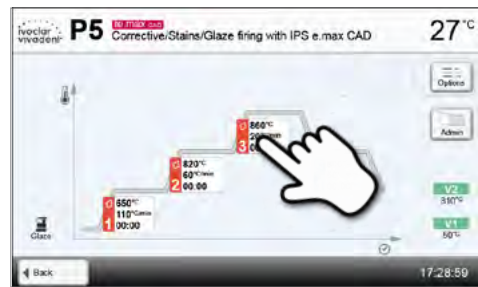 ivoclar
vivadent
P5
IPS e.max CAD
Corrective/Stains/Glaze firing with IPS e.max CAD
27°C
Options
Admin
860°C
3
820°C
60°C/min
2 00:00
650°C
110°C/min
1 00:00
Glaze
V2
V1
50°C
Back
17:28:59